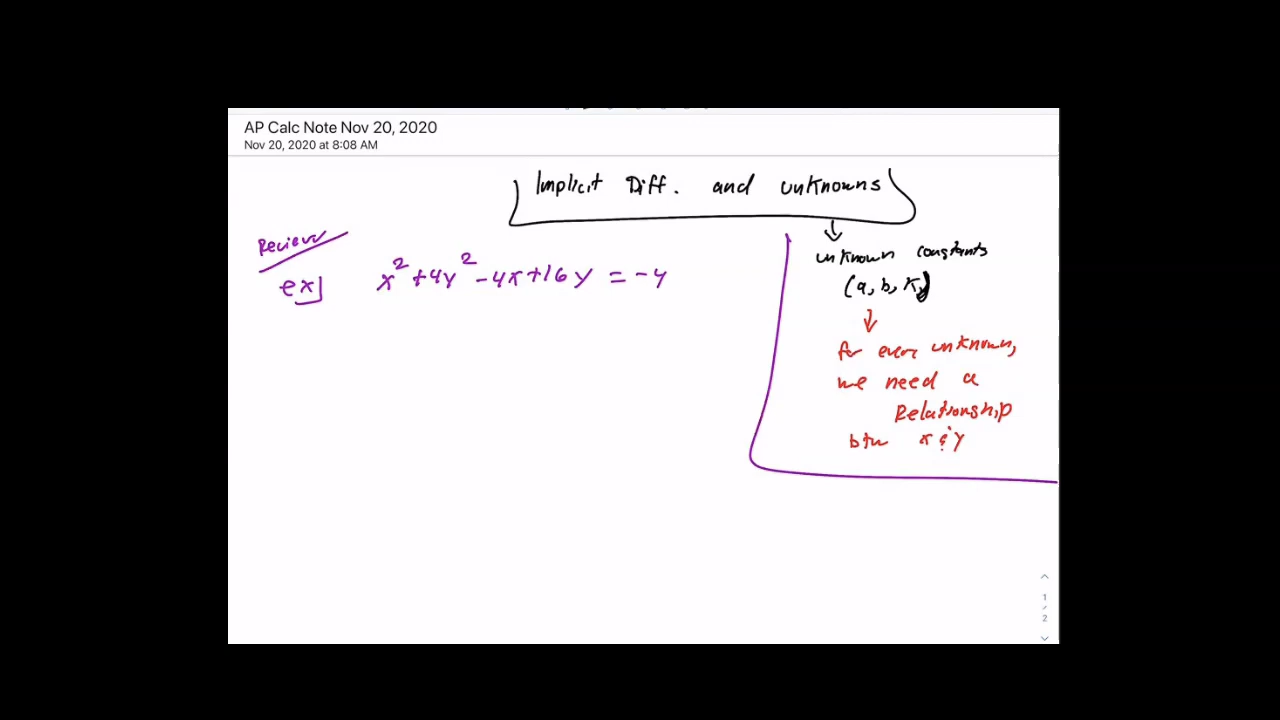 AP Calc Note Nov 20, 2020
Nov 20, 2020 at 8:08 AM
Implicit Diff. and unknowns
Review
ex] x² + 4y² - 4x + 16y = -4
unknown constants
(a, b, K)
for every unknown,
we need a
Relationship
btw x & y
1
/
2